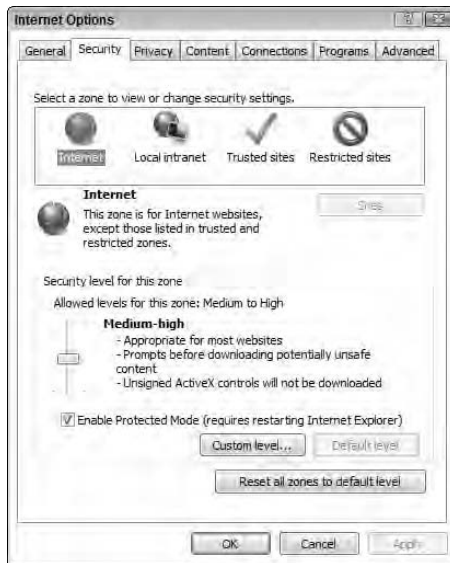 Internet Options
General Security Privacy Content Connections Programs Advanced
Select a zone to view or change security settings.
Internet Local intranet Trusted sites Restricted sites
Internet
Sites
This zone is for Internet websites,
except those listed in trusted and
restricted zones.
Security level for this zone
Allowed levels for this zone: Medium to High
Medium-high
- Appropriate for most websites
- Prompts before downloading potentially unsafe
content
- Unsigned ActiveX controls will not be downloaded
Enable Protected Mode (requires restarting Internet Explorer)
Custom level... Default level
Reset all zones to default level
OK Cancel Apply